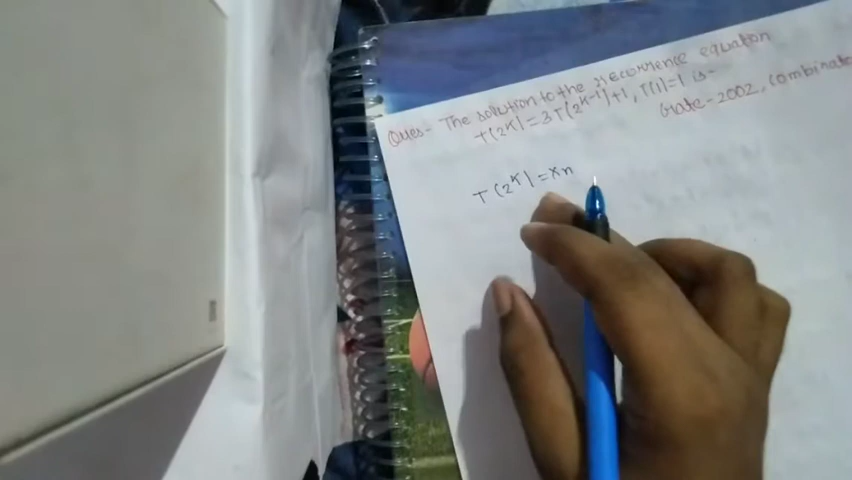 Ques- The solution to the recurrence equation
T(2^K) = 3T(2^K-1)+1, T(1)=1 is-
Gate-2002, Combinato
T(2^K) = xn